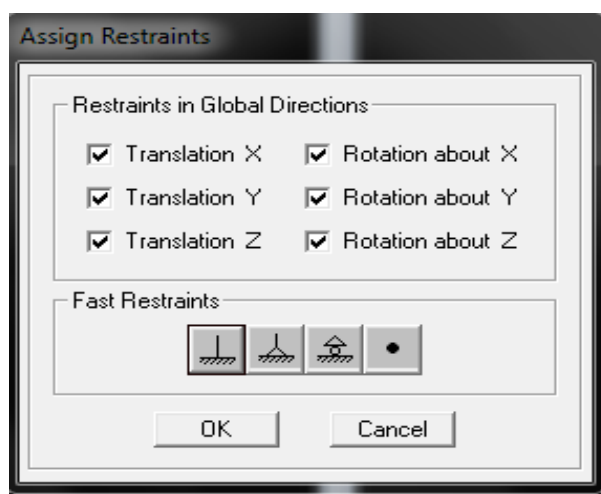 Assign Restraints
Restraints in Global Directions
Translation X Rotation about X
Translation Y Rotation about Y
Translation Z Rotation about Z
Fast Restraints
OK Cancel